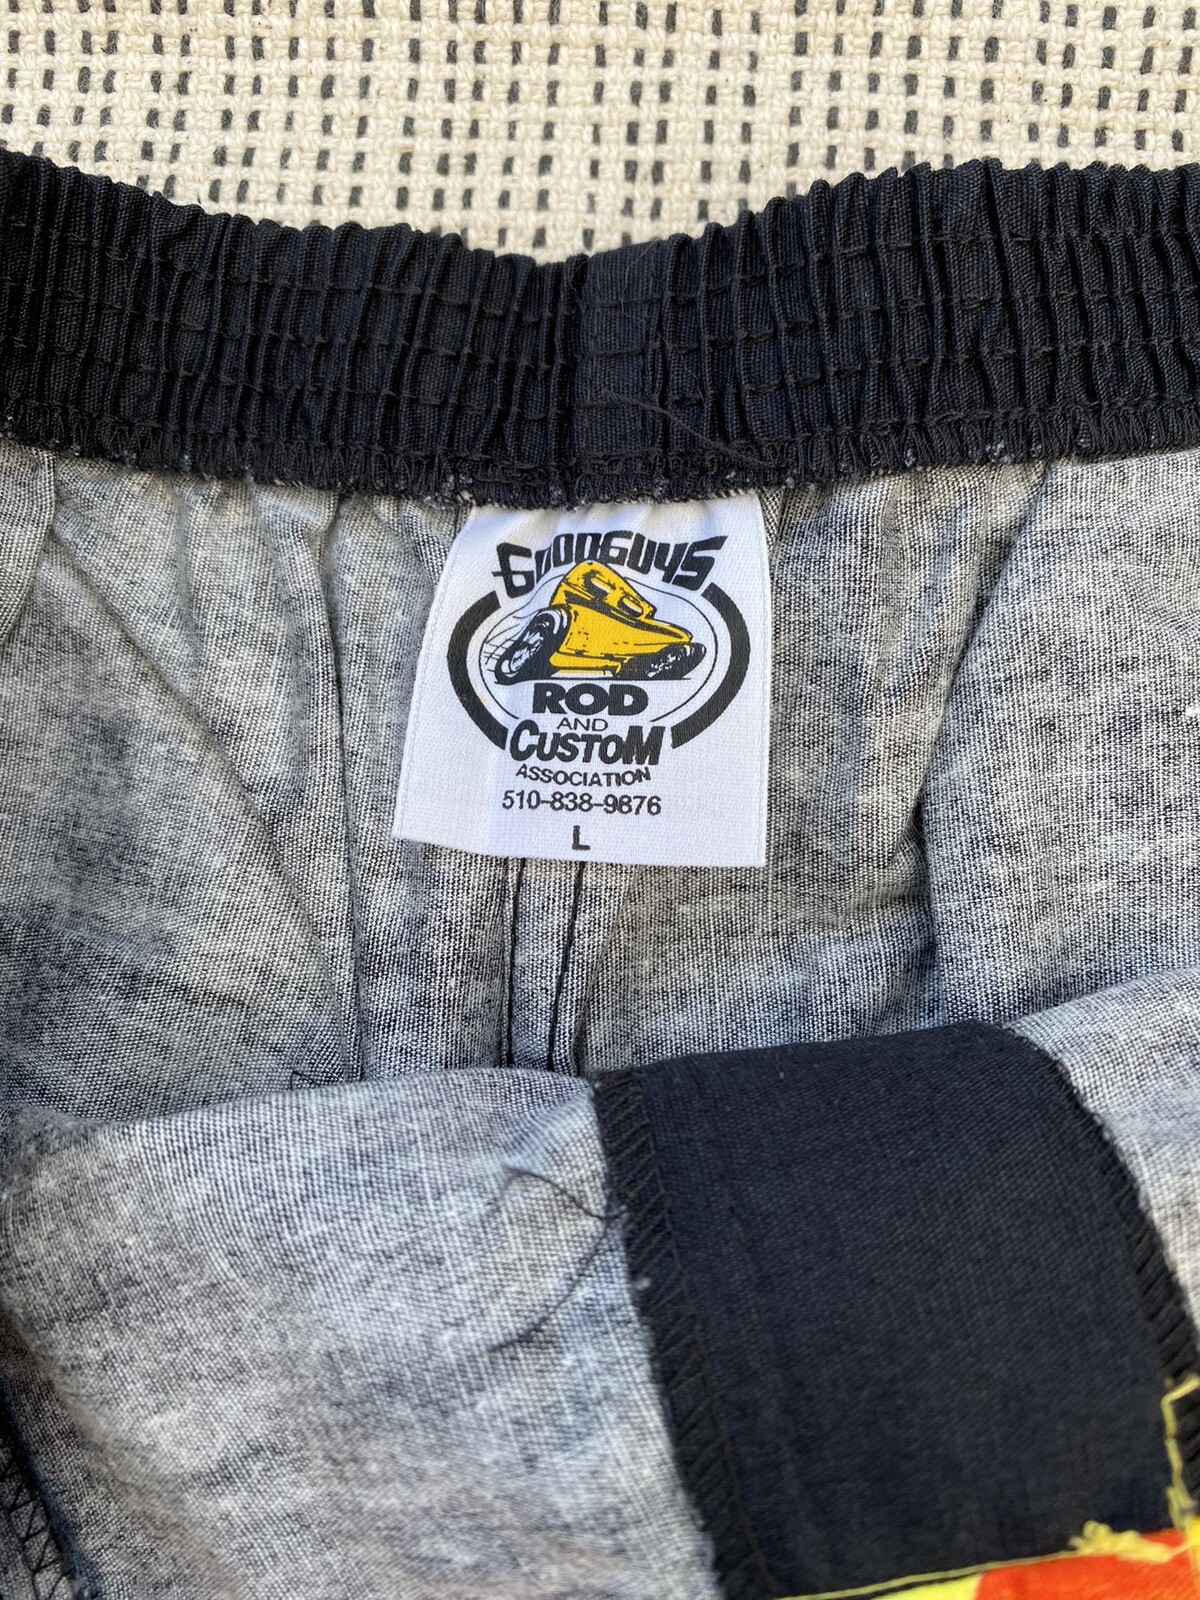 GOODGUYS
ROD
AND
CUSTOM
ASSOCIATION
510-838-9876
L